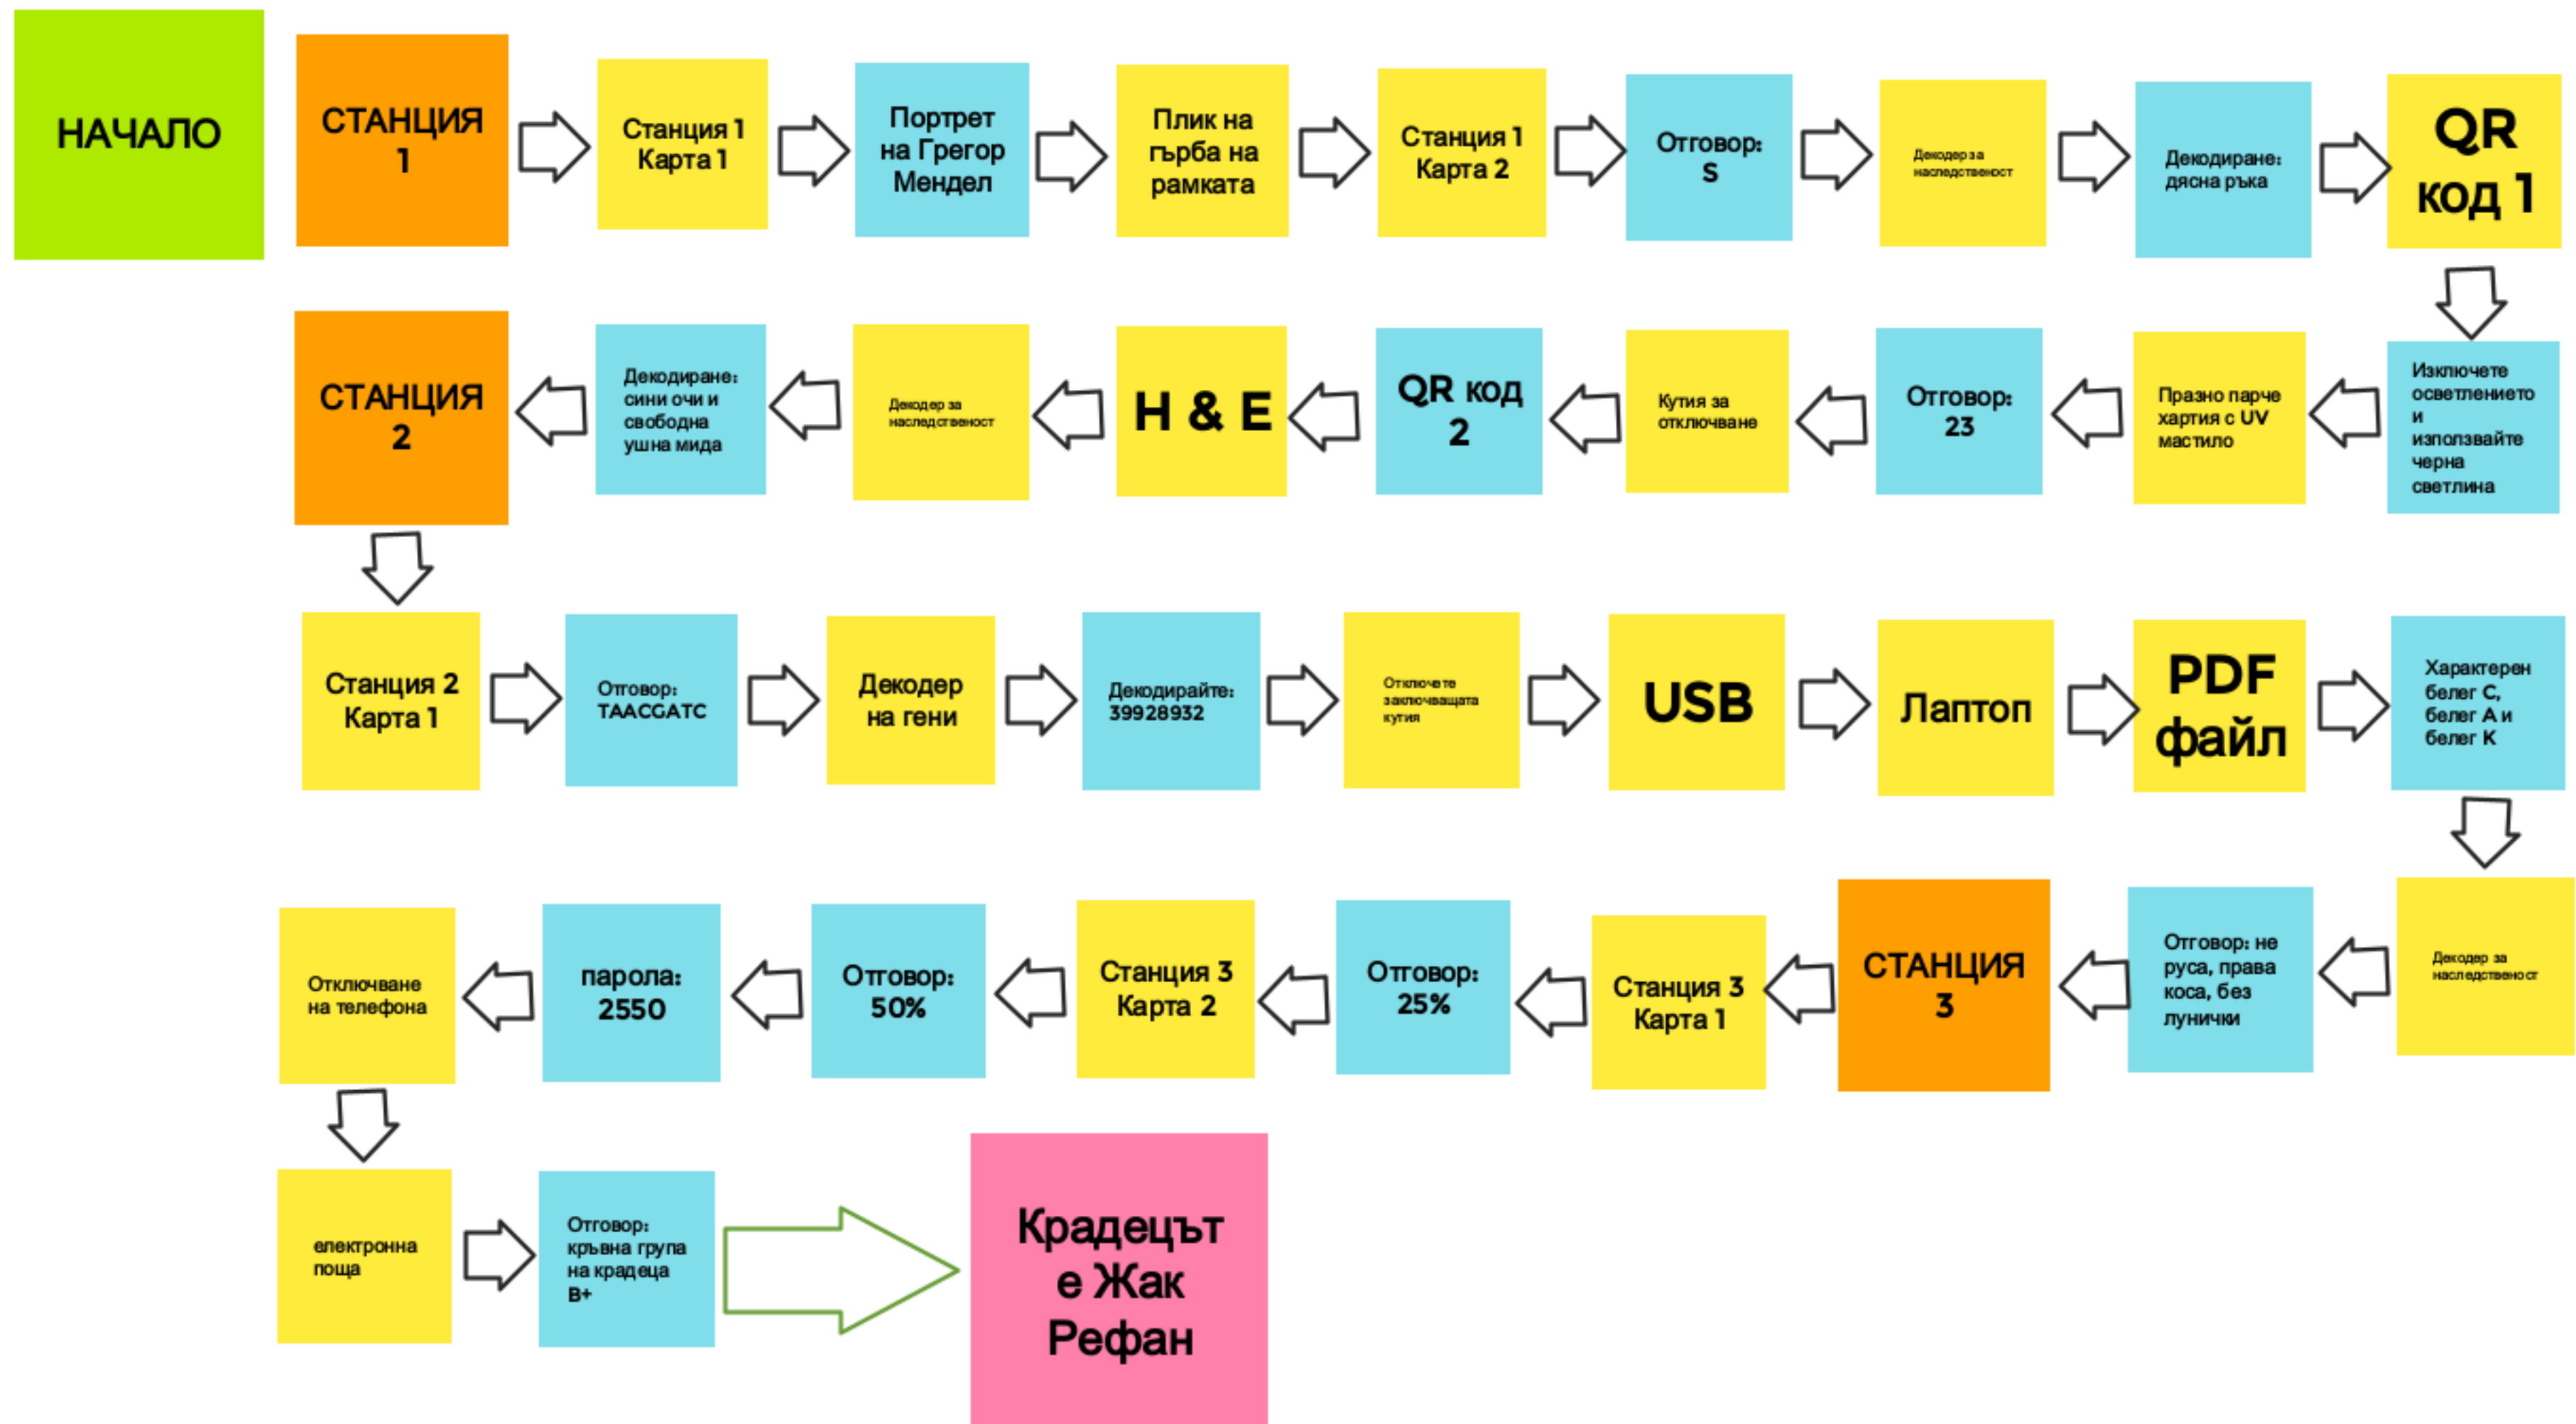 НАЧАЛО
СТАНЦИЯ
1
Станция 1
Карта 1
Портрет
на Грегор
Мендел
Плик на
гърба на
рамката
Станция 1
Карта 2
Отговор:
S
Декодер за
наследственост
Декодиране:
дясна ръка
QR
код 1
Изключете
осветлението
и
използвайте
черна
светлина
Празно парче
хартия с UV
мастило
Отговор:
23
Кутия за
отключване
QR код
2
H & E
Декодер за
наследственост
Декодиране:
сини очи и
свободна
ушна мида
СТАНЦИЯ
2
Станция 2
Карта 1
Отговор:
TAACGATC
Декодер
на гени
Декодирайте:
39928932
Отключете
заключващата
кутия
USB
Лаптоп
PDF
файл
Характерен
белег C,
белег A и
белег K
Декодер за
наследственост
Отговор: не
руса, права
коса, без
лунички
СТАНЦИЯ
3
Станция 3
Карта 1
Отговор:
25%
Станция 3
Карта 2
Отговор:
50%
парола:
2550
Отключване
на телефона
електронна
поща
Отговор:
кръвна група
на крадеца
B+
Крадецът
е Жак
Рефан